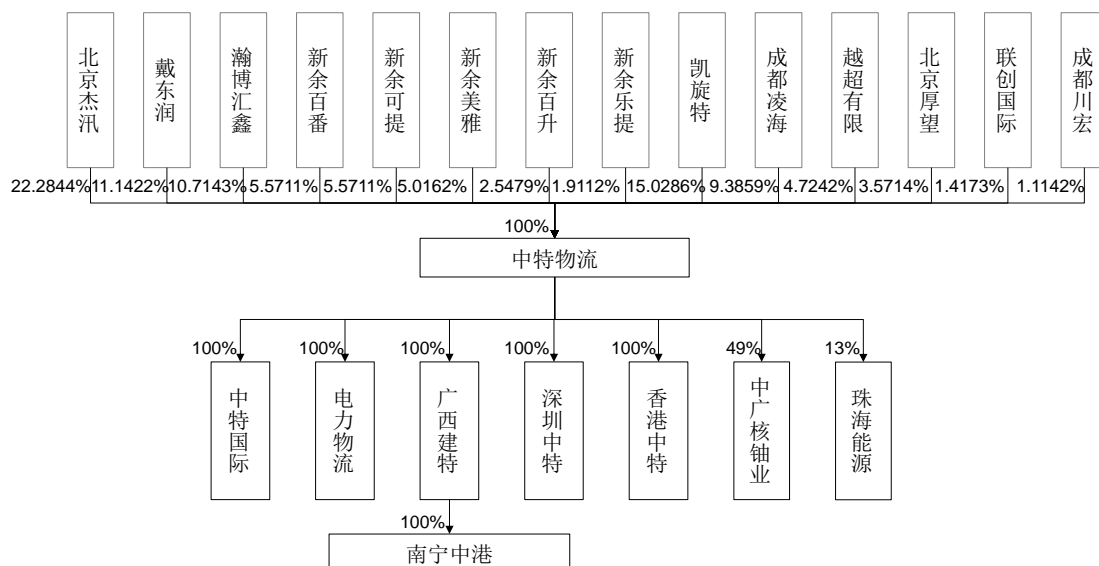 北京杰汛
戴东润
瀚博汇鑫
新余百番
新余可提
新余美雅
新余百升
新余乐提
凯旋特
成都凌海
越超有限
北京厚望
联创国际
成都川宏
22.2844%
11.1422%
10.7143%
5.5711%
5.5711%
5.0162%
2.5479%
1.9112%
15.0286%
9.3859%
4.7242%
3.5714%
1.4173%
1.1142%
100%
中特物流
100%
100%
100%
100%
100%
49%
13%
中特国际
电力物流
广西建特
深圳中特
香港中特
中广核铀业
珠海能源
100%
南宁中港